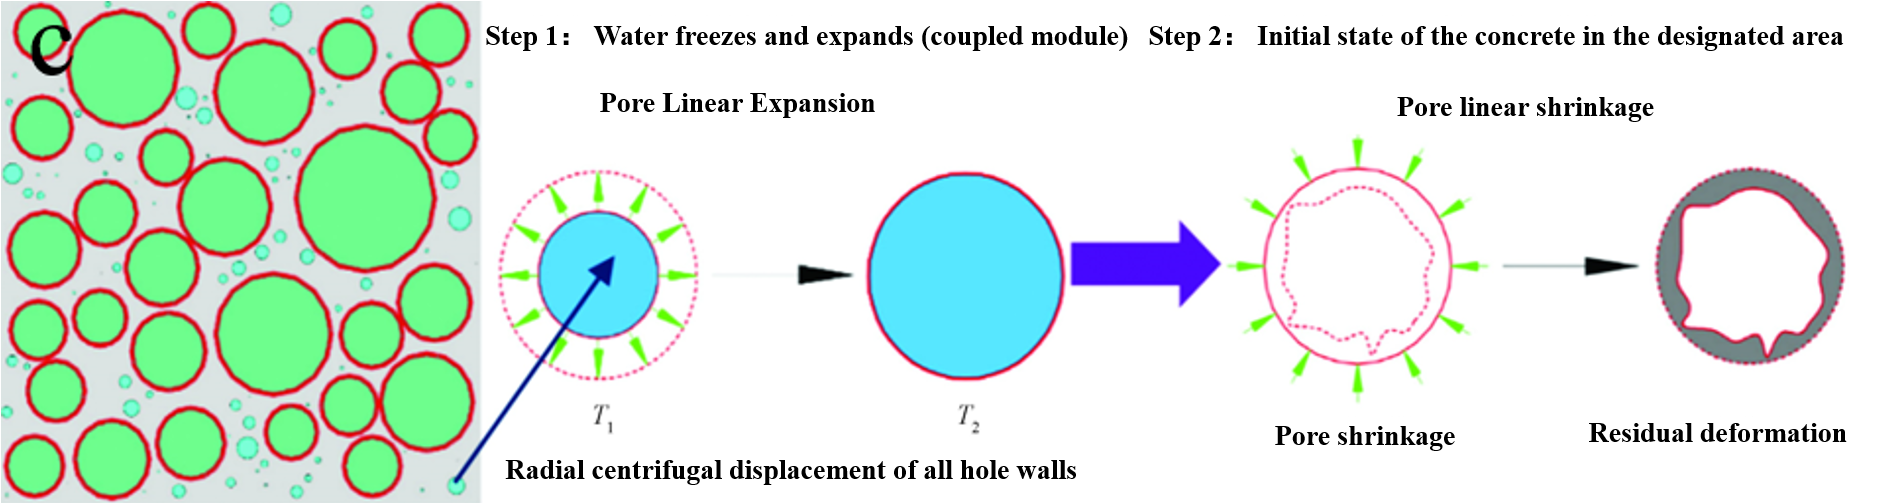 C
Step 1： Water freezes and expands (coupled module)
Step 2： Initial state of the concrete in the designated area
Pore Linear Expansion
Pore linear shrinkage
T1
T2
Pore shrinkage
Residual deformation
Radial centrifugal displacement of all hole walls